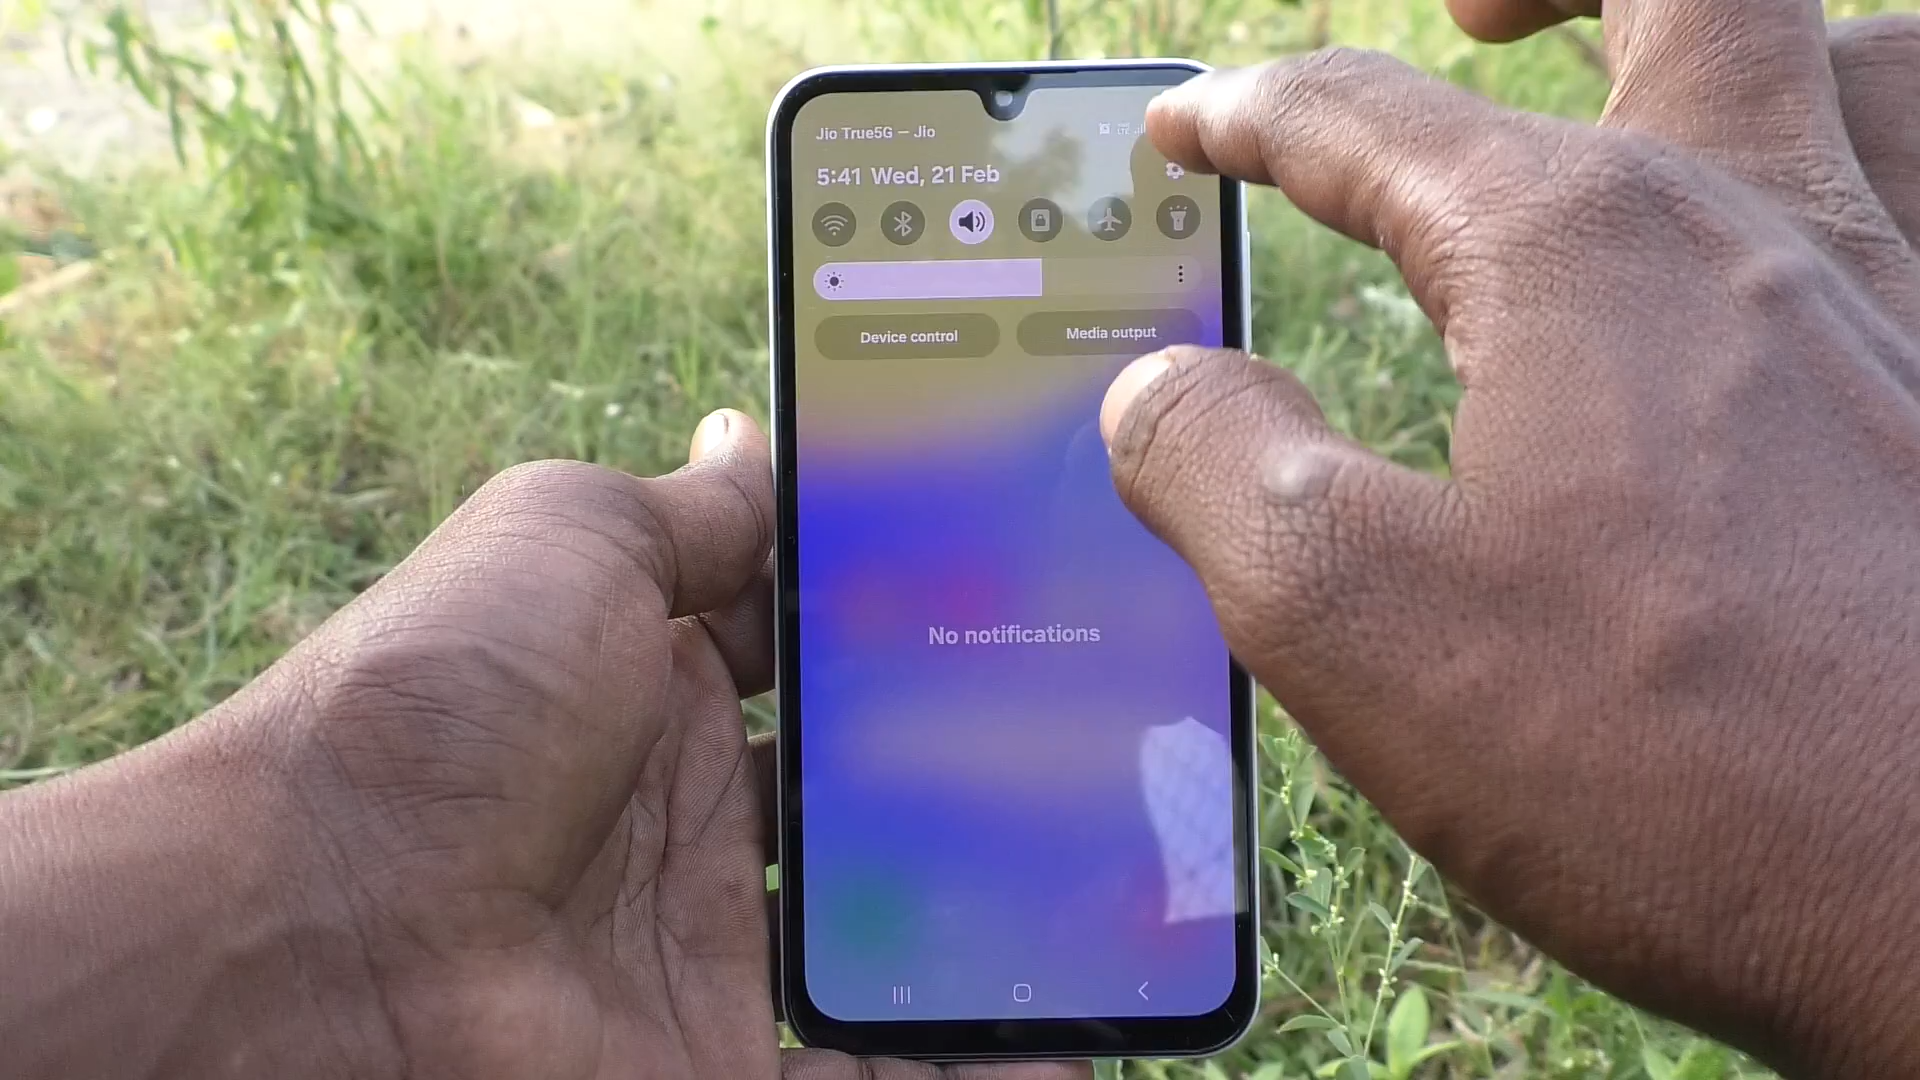 Jio True5G — Jio
5:41 Wed, 21 Feb
Device control
Media output
No notifications